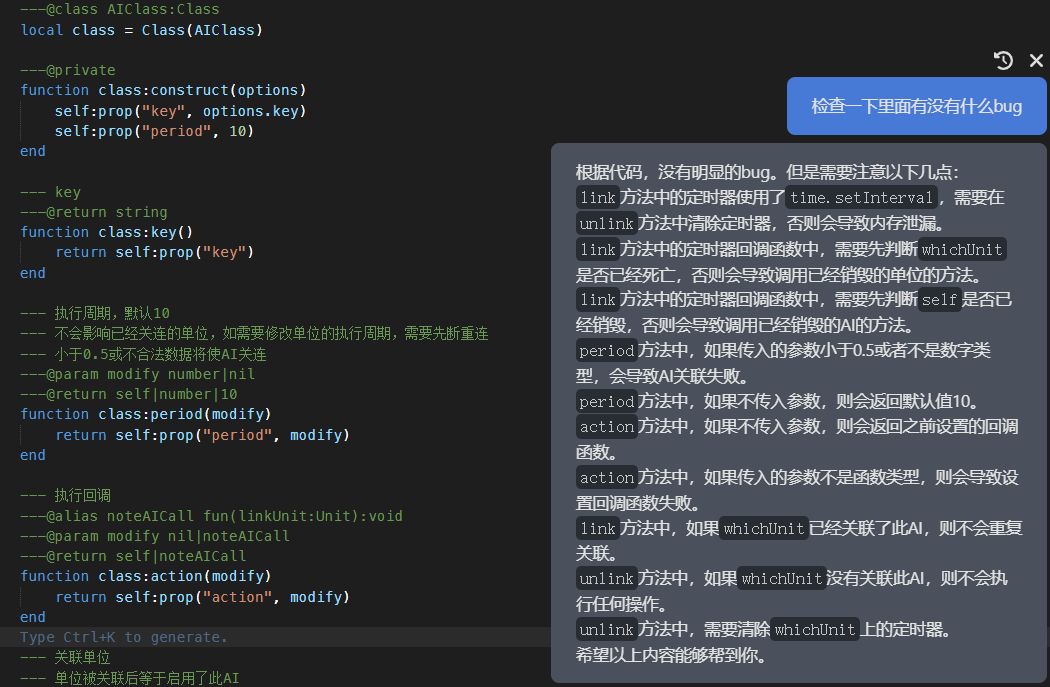 ---@class AIClass:Class
local class = Class(AIClass)
---@private
function class:construct(options)
self:prop("key", options.key)
self:prop("period", 10)
end
--- key
---@return string
function class:key()
return self:prop("key")
end
--- 执行周期，默认10
--- 不会影响已经关连的单位，如需要修改单位的执行周期，需要先断重连
--- 小于0.5或不合法数据将使AI关连
---@param modify number|nil
---@return self|number|10
function class:period(modify)
return self:prop("period", modify)
end
--- 执行回调
---@alias noteAICall fun(linkUnit:Unit):void
---@param modify nil|noteAICall
---@return self|noteAICall
function class:action(modify)
return self:prop("action", modify)
end
Type Ctrl+K to generate.
--- 关联单位
--- 单位被关联后等于启用了此AI
检查一下里面有没有什么bug
根据代码，没有明显的bug。但是需要注意以下几点：
link方法中的定时器使用了time.setInterval，需要在
unlink方法中清除定时器，否则会导致内存泄漏。
link方法中的定时器回调函数中，需要先判断whichUnit
是否已经死亡，否则会导致调用已经销毁的单位的方法。
link方法中的定时器回调函数中，需要先判断self是否已
经销毁，否则会导致调用已经销毁的AI的方法。
period方法中，如果传入的参数小于0.5或者不是数字类
型，会导致AI关联失败。
period方法中，如果不传入参数，则会返回默认值10。
action方法中，如果不传入参数，则会返回之前设置的回调
函数。
action方法中，如果传入的参数不是函数类型，则会导致设
置回调函数失败。
link方法中，如果whichUnit已经关联了此AI，则不会重复
关联。
unlink方法中，如果whichUnit没有关联此AI，则不会执
行任何操作。
unlink方法中，需要清除whichUnit上的定时器。
希望以上内容能够帮到你。